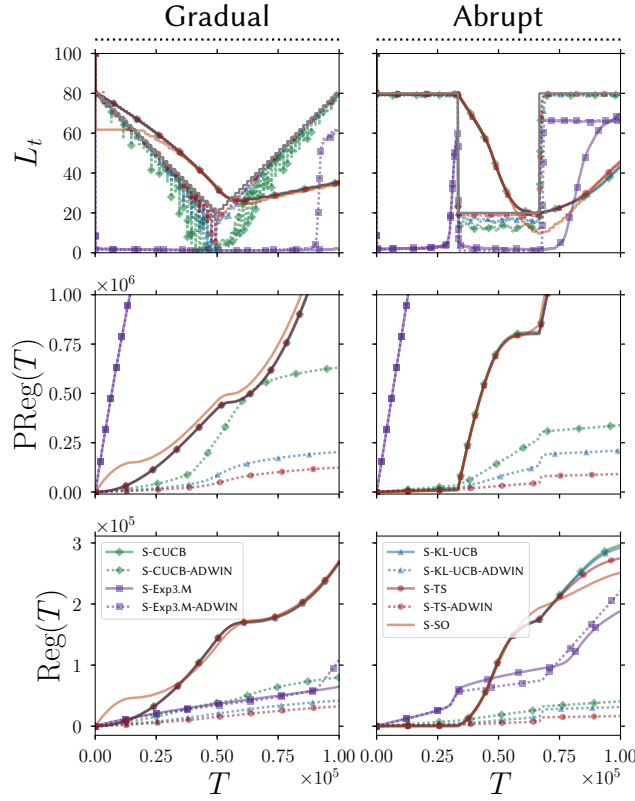 Gradual
Abrupt
100
80
60
40
20
0
L_t
×10^6
1.00
0.75
0.50
0.25
0.00
PReg(T)
×10^5
3
2
1
0
Reg(T)
S-CUCB
S-CUCB-ADWIN
S-Exp3.M
S-Exp3.M-ADWIN
S-KL-UCB
S-KL-UCB-ADWIN
S-TS
S-TS-ADWIN
S-SO
0.00 0.25 0.50 0.75 1.00
T
×10^5
0.00 0.25 0.50 0.75 1.00
T
×10^5